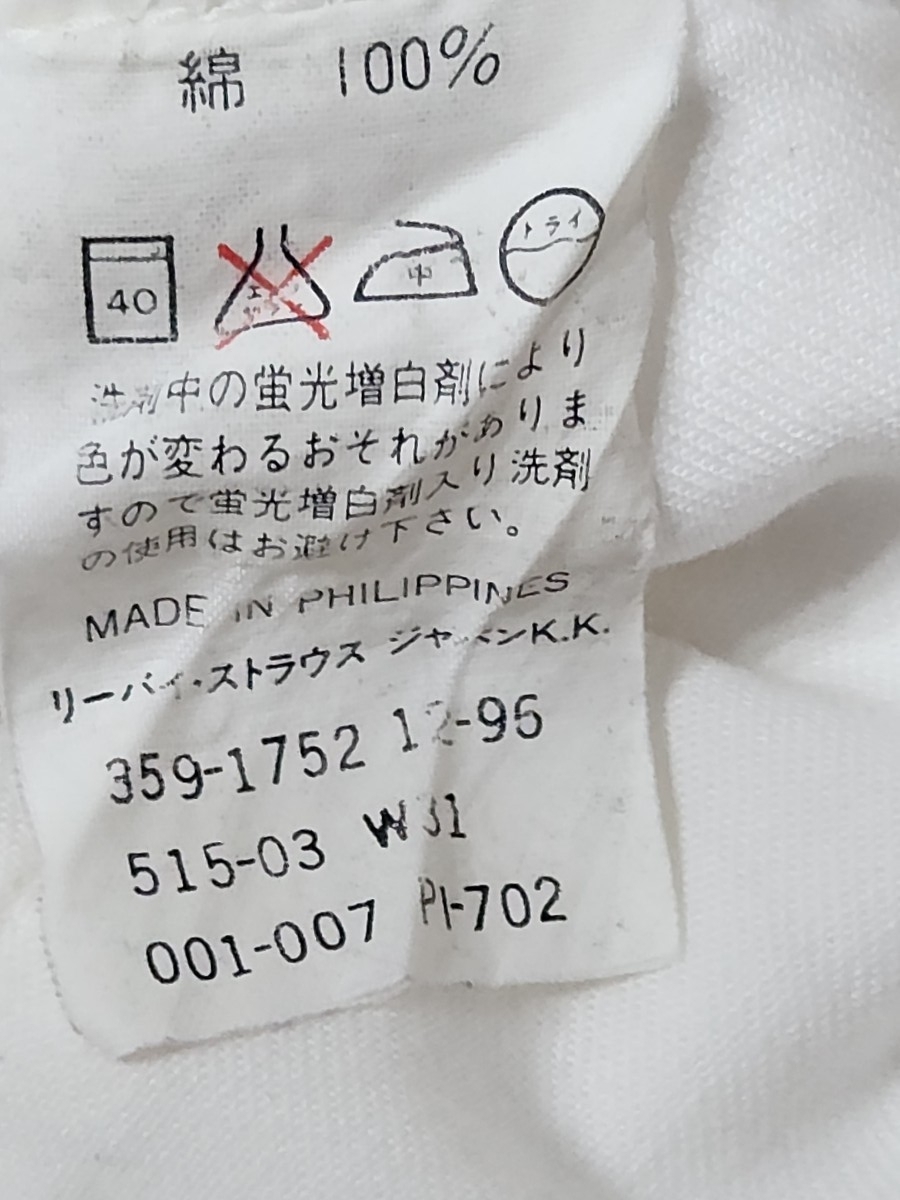 綿 100%
40
中
ドライ
洗剤中の蛍光増白剤により
色が変わるおそれがありま
すので蛍光増白剤入り洗剤
の使用はお避け下さい。
MADE IN PHILIPPINES
リーバイ・ストラウス ジャパンK.K.
359-1752 12-96
515-03 W31
001-007 PI-702